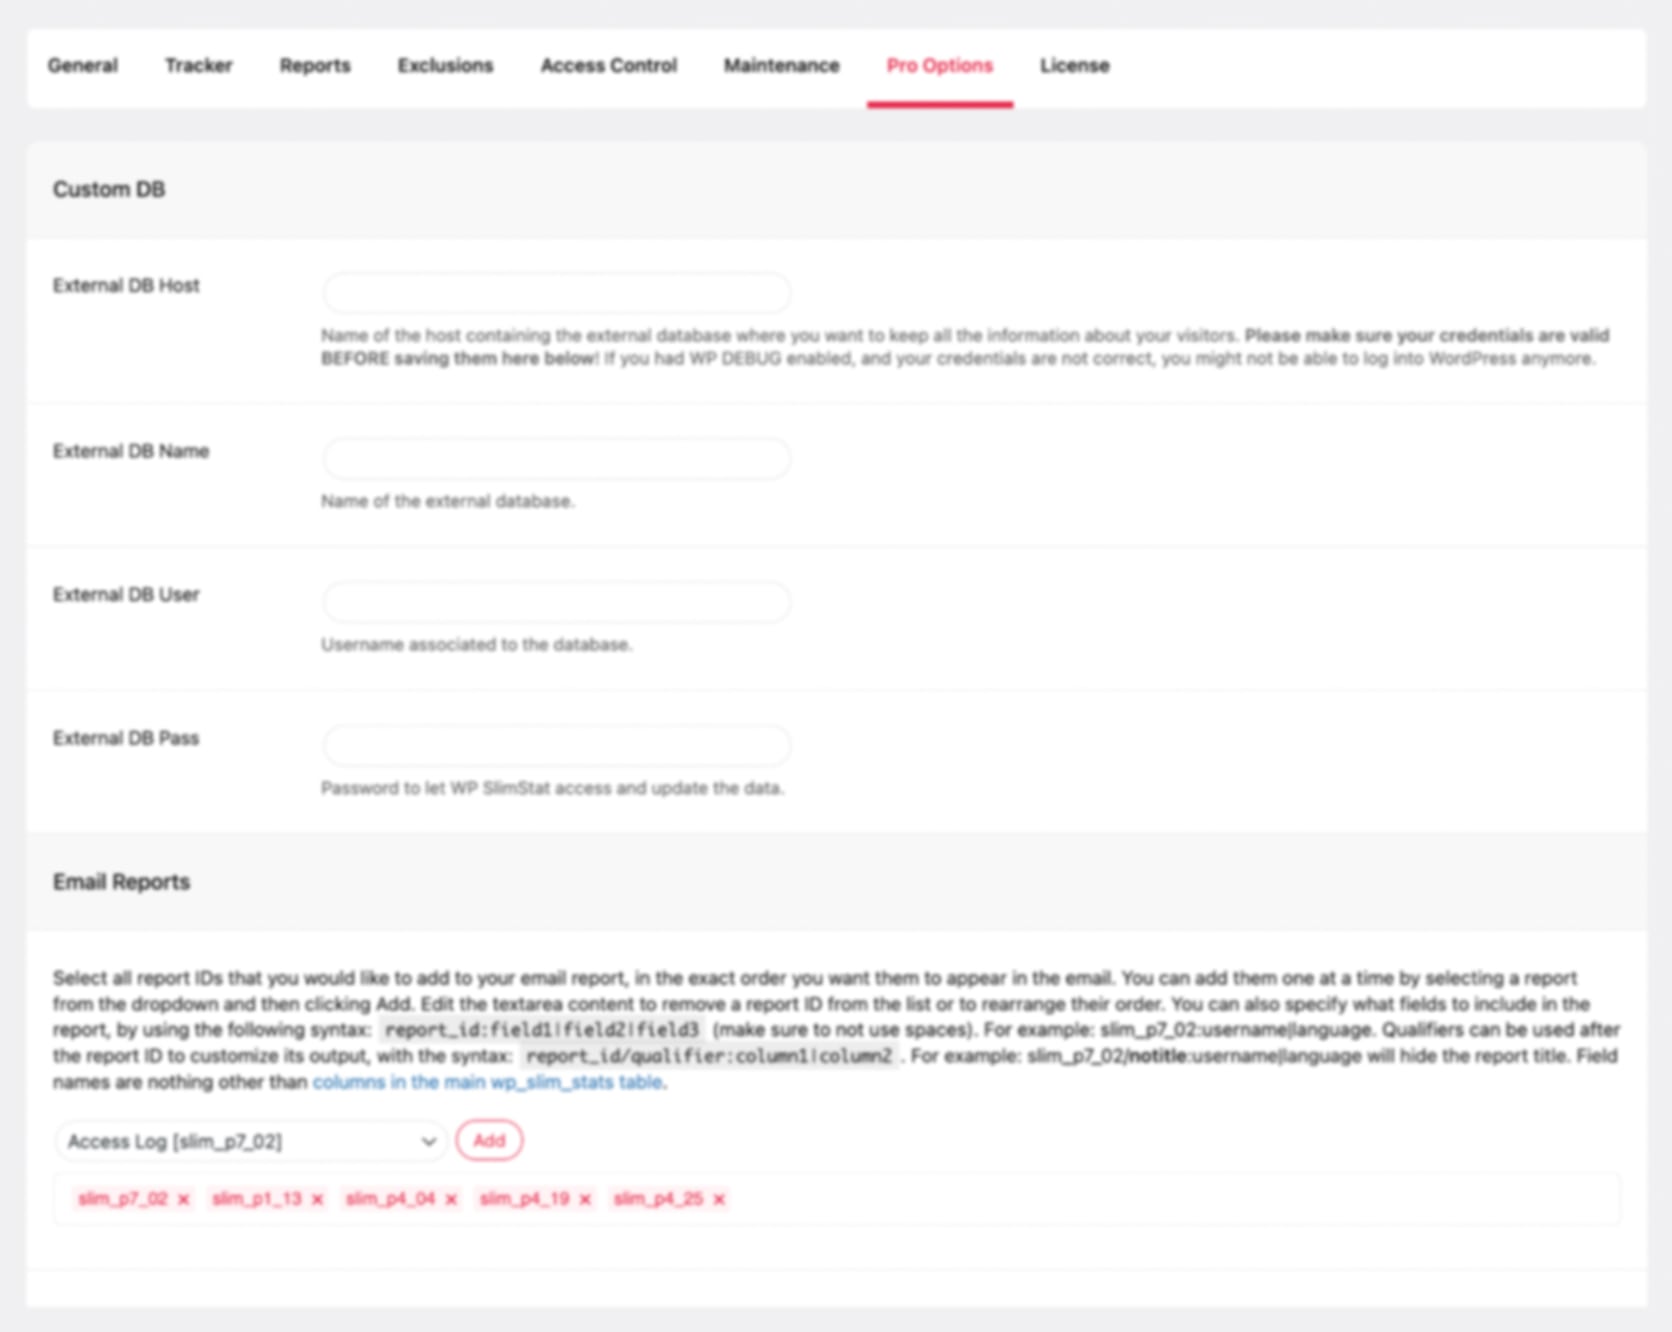 General Tracker Reports Exclusions Access Control Maintenance Pro Options License
Custom DB
External DB Host
Name of the host containing the external database where you want to keep all the information about your visitors. Please make sure your credentials are valid
BEFORE saving them here below! If you had WP DEBUG enabled, and your credentials are not correct, you might not be able to log into WordPress anymore.
External DB Name
Name of the external database.
External DB User
Username associated to the database.
External DB Pass
Password to let WP SlimStat access and update the data.
Email Reports
Select all report IDs that you would like to add to your email report, in the exact order you want them to appear in the email. You can add them one at a time by selecting a report
from the dropdown and then clicking Add. Edit the textarea content to remove a report ID from the list or to rearrange their order. You can also specify what fields to include in the
report, by using the following syntax: report_id:field1|field2|field3 (make sure to not use spaces). For example: slim_p7_02:username|language. Qualifiers can be used after
the report ID to customize its output, with the syntax: report_id/qualifier:column1|column2 . For example: slim_p7_02/notitle:username|language will hide the report title. Field
names are nothing other than columns in the main wp_slim_stats table.
Access Log [slim_p7_02] Add
slim_p7_02 × slim_p1_13 × slim_p4_04 × slim_p4_19 × slim_p4_25 ×